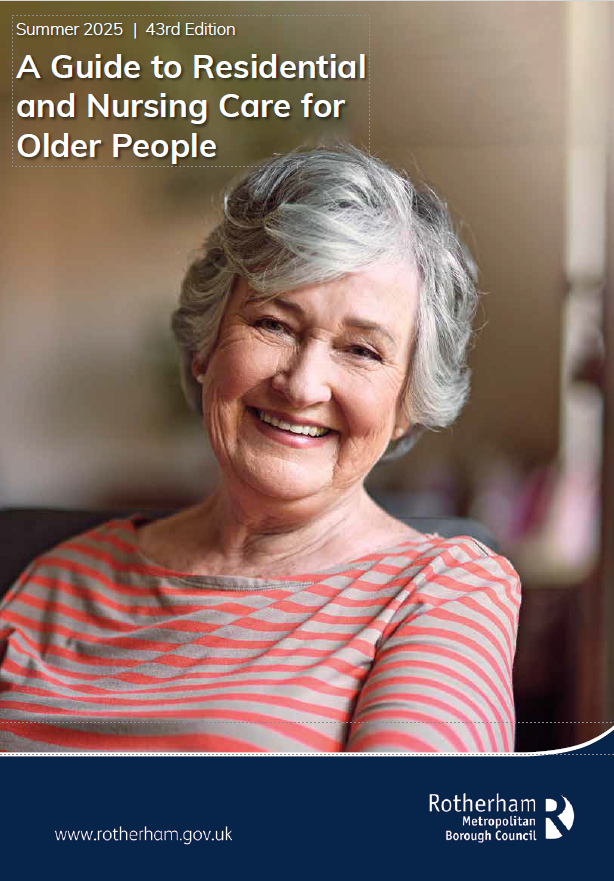 Summer 2025 | 43rd Edition
A Guide to Residential
and Nursing Care for
Older People
www.rotherham.gov.uk
Rotherham
Metropolitan
Borough Council